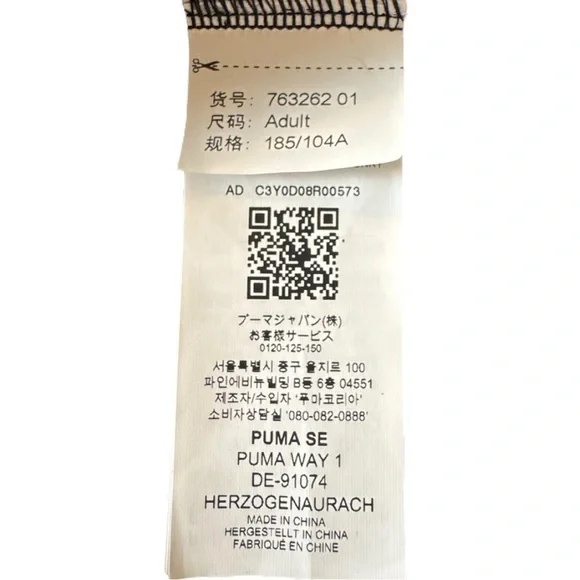 货号: 763262 01
尺码: Adult
规格: 185/104A
AD C3Y0D08R00573
プーマジャパン(株)
お客様サービス
0120-125-150
서울특별시 중구 을지로 100
파인에비뉴빌딩 B동 6층 04551
제조자/수입자 '푸마코리아'
소비자상담실 '080-082-0888'
PUMA SE
PUMA WAY 1
DE-91074
HERZOGENAURACH
MADE IN CHINA
HERGESTELLT IN CHINA
FABRIQUÉ EN CHINE